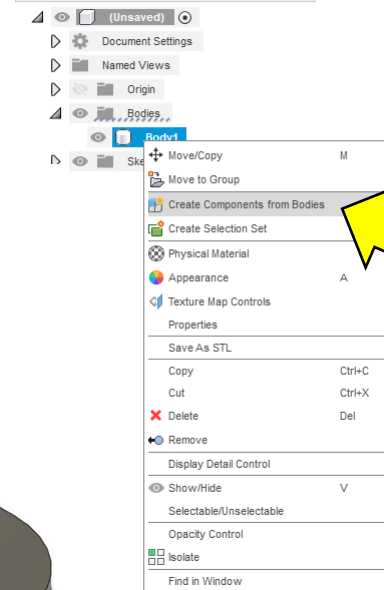 (Unsaved)
Document Settings
Named Views
Origin
Bodies
Body1
Ske
Move/Copy M
Move to Group
Create Components from Bodies
Create Selection Set
Physical Material
Appearance A
Texture Map Controls
Properties
Save As STL
Copy Ctrl+C
Cut Ctrl+X
Delete Del
Remove
Display Detail Control
Show/Hide V
Selectable/Unselectable
Opacity Control
Isolate
Find in Window